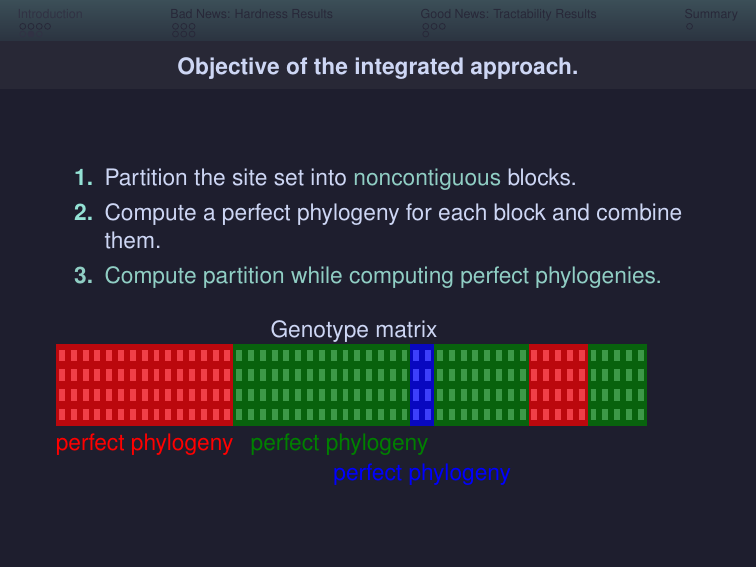 Introduction Bad News: Hardness Results Good News: Tractability Results Summary
Objective of the integrated approach.
1. Partition the site set into noncontiguous blocks.
2. Compute a perfect phylogeny for each block and combine
them.
3. Compute partition while computing perfect phylogenies.
Genotype matrix
perfect phylogeny perfect phylogeny
perfect phylogeny